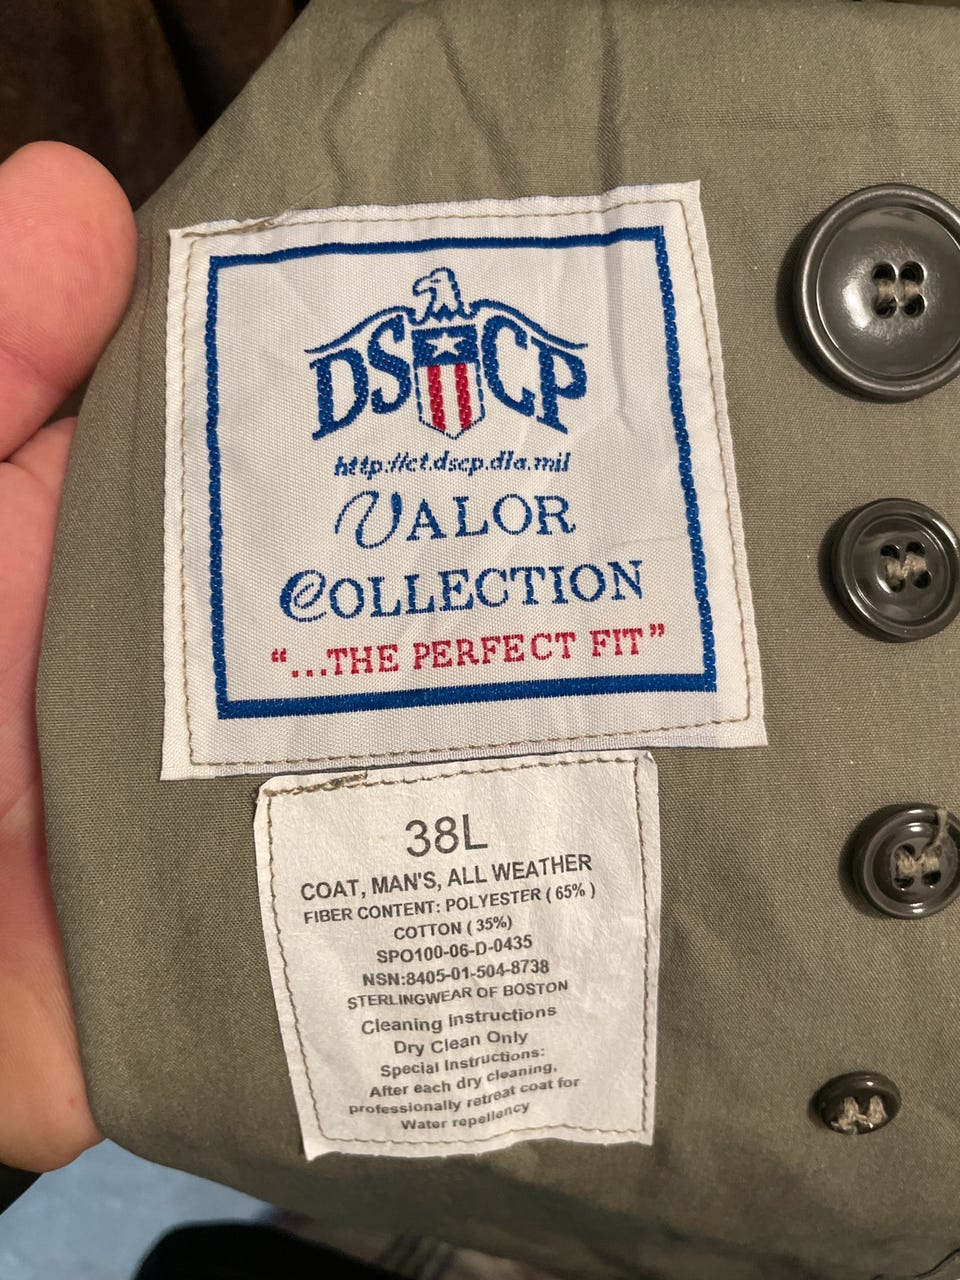 DSCP
http://ct.dscp.dla.mil
VALOR
COLLECTION
"...THE PERFECT FIT"
38L
COAT, MAN'S, ALL WEATHER
FIBER CONTENT: POLYESTER ( 65% )
COTTON ( 35%)
SPO100-06-D-0435
NSN:8405-01-504-8738
STERLINGWEAR OF BOSTON
Cleaning Instructions
Dry Clean Only
Special Instructions:
After each dry cleaning,
professionally retreat coat for
Water repellency